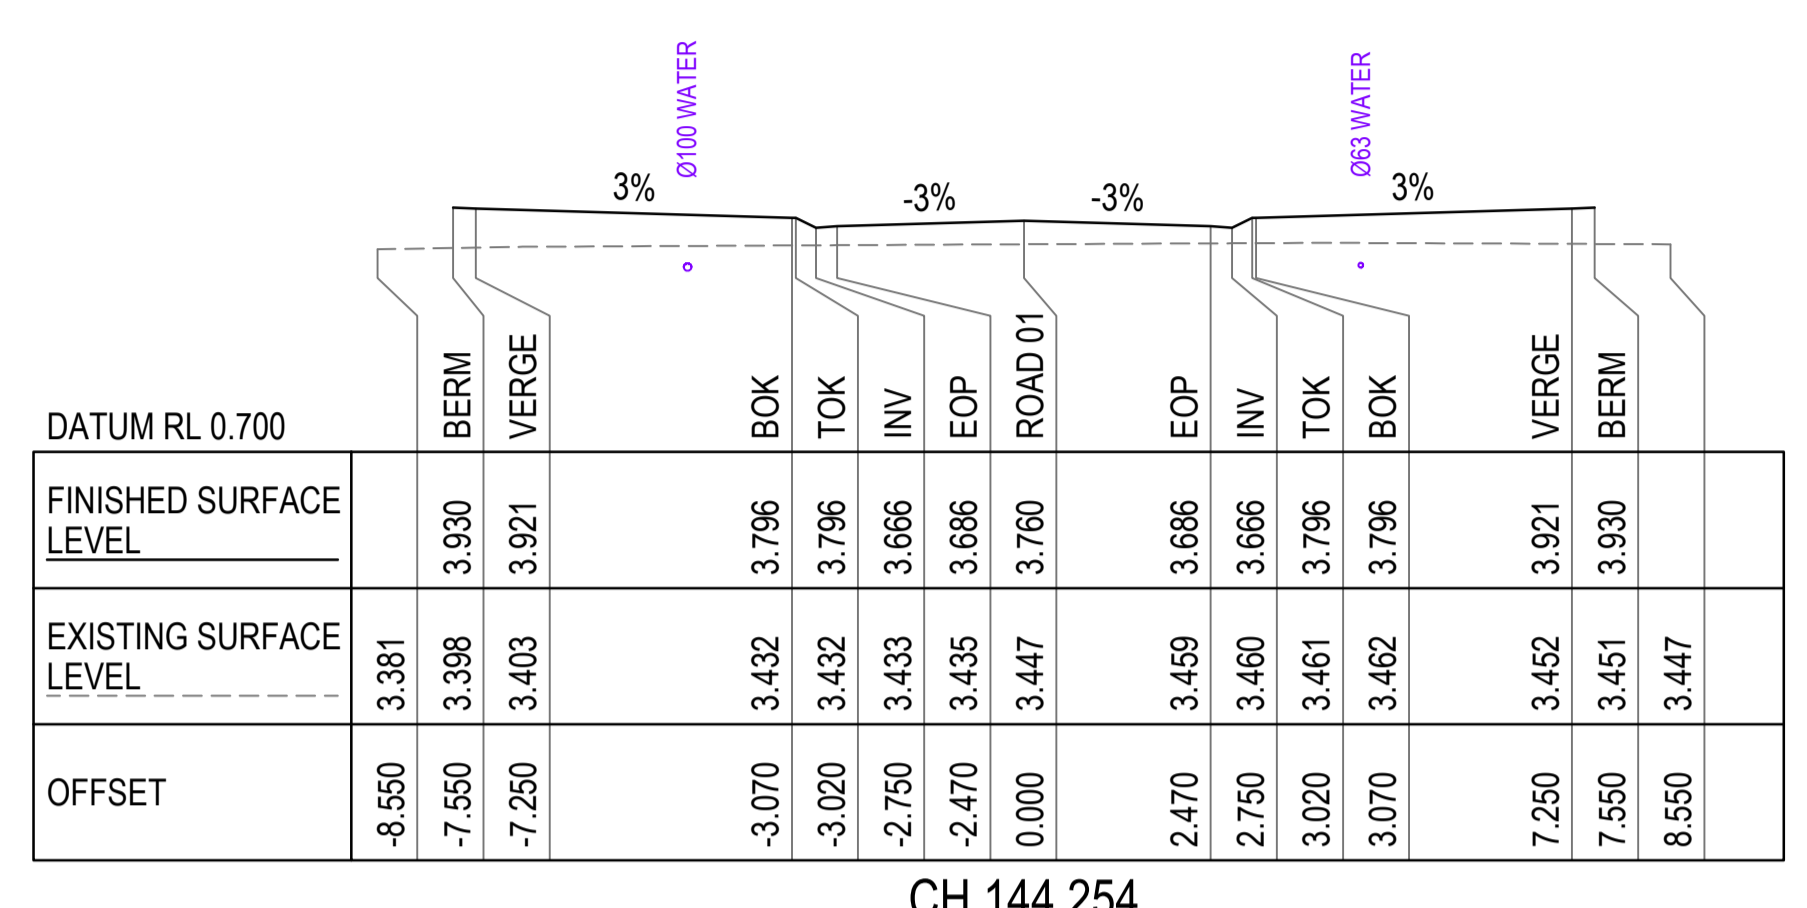 Ø100 WATER
Ø63 WATER
3%
-3%
-3%
3%
BERM
VERGE
BOK
TOK
INV
EOP
ROAD 01
EOP
INV
TOK
BOK
VERGE
BERM
DATUM RL 0.700
FINISHED SURFACE
LEVEL
3.930
3.921
3.796
3.796
3.666
3.686
3.760
3.686
3.666
3.796
3.796
3.921
3.930
EXISTING SURFACE
LEVEL
3.381
3.398
3.403
3.432
3.432
3.433
3.435
3.447
3.459
3.460
3.461
3.462
3.452
3.451
3.447
OFFSET
-8.550
-7.550
-7.250
-3.070
-3.020
-2.750
-2.470
0.000
2.470
2.750
3.020
3.070
7.250
7.550
8.550
CH 144.254